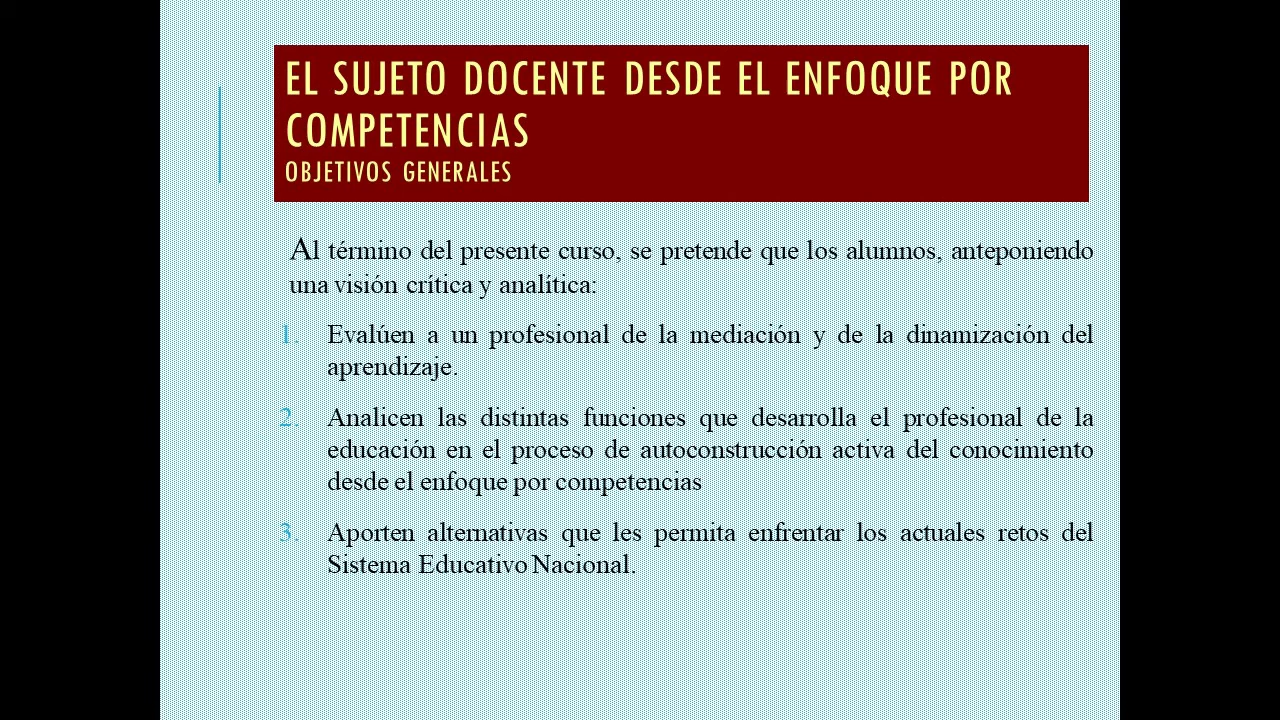 EL SUJETO DOCENTE DESDE EL ENFOQUE POR
COMPETENCIAS
OBJETIVOS GENERALES
Al término del presente curso, se pretende que los alumnos, anteponiendo
una visión crítica y analítica:
1. Evalúen a un profesional de la mediación y de la dinamización del
aprendizaje.
2. Analicen las distintas funciones que desarrolla el profesional de la
educación en el proceso de autoconstrucción activa del conocimiento
desde el enfoque por competencias
3. Aporten alternativas que les permita enfrentar los actuales retos del
Sistema Educativo Nacional.